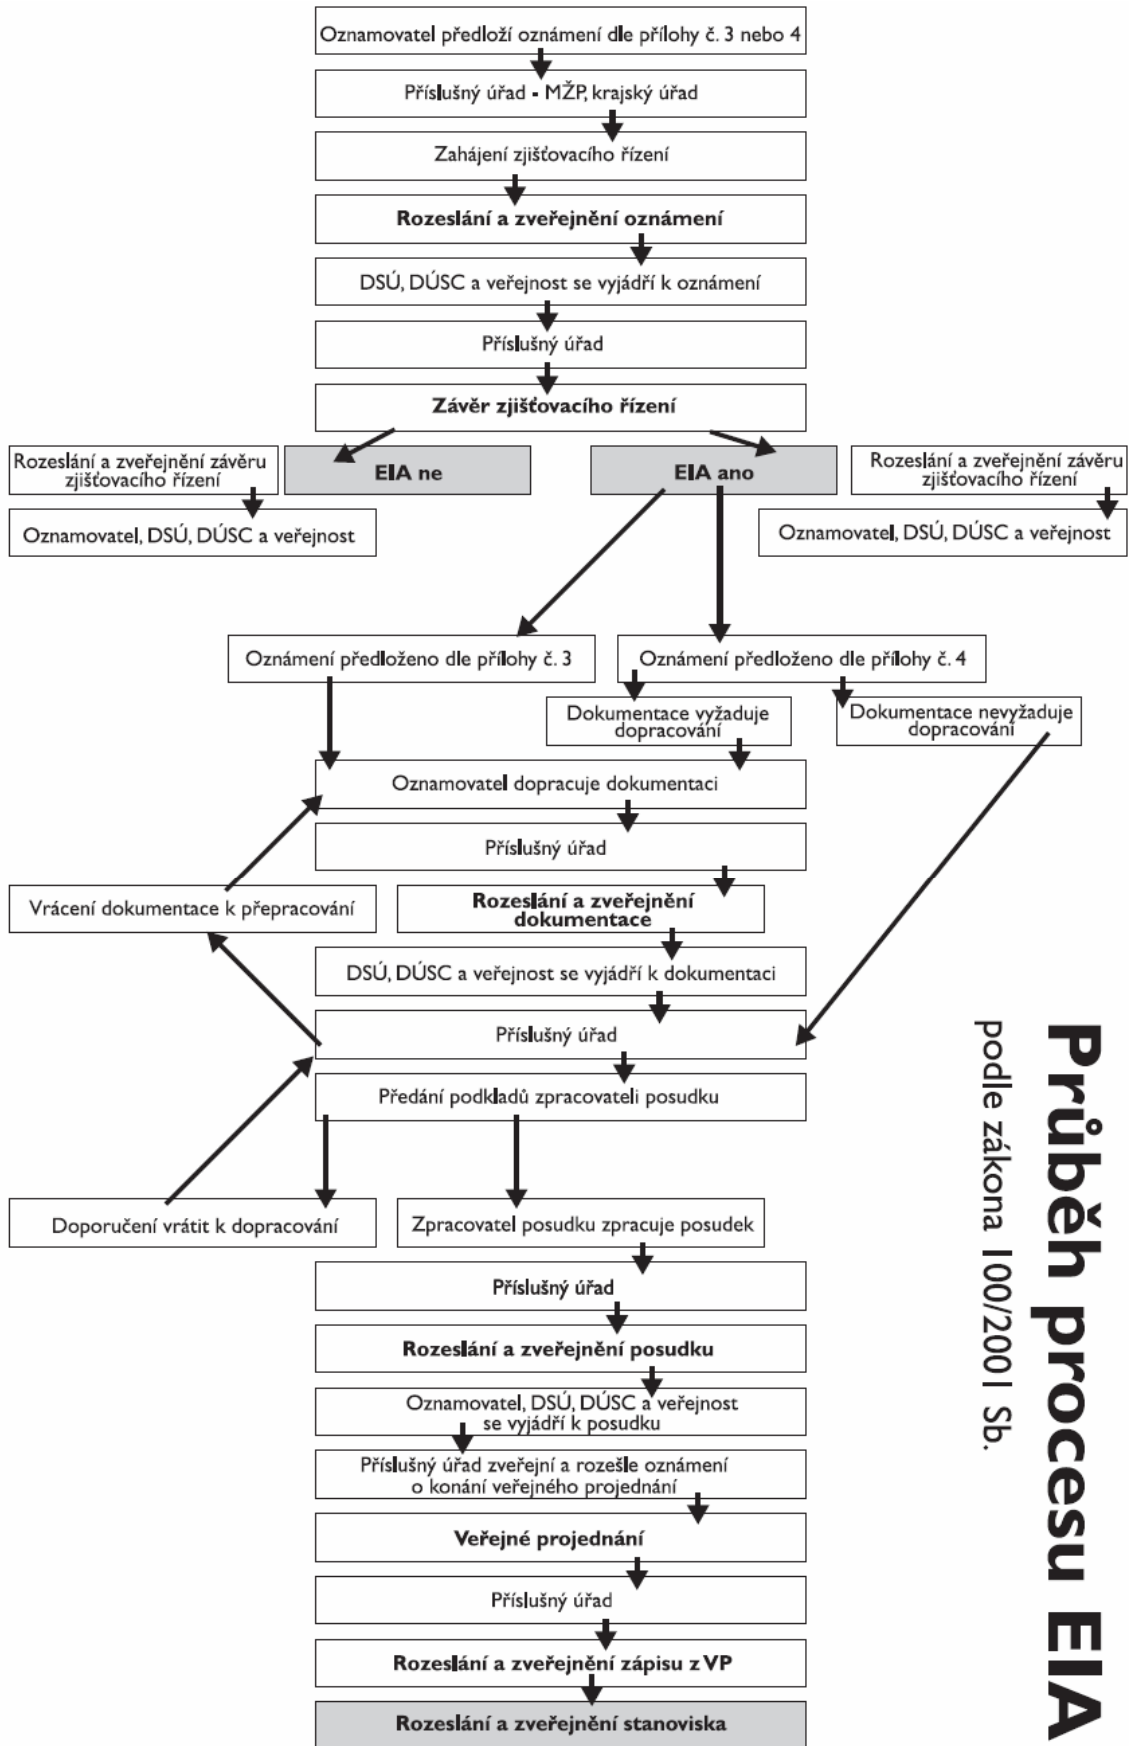 Oznamovatel předloží oznámení dle přílohy č. 3 nebo 4
Příslušný úřad - MŽP, krajský úřad
Zahájení zjišťovacího řízení
Rozeslání a zveřejnění oznámení
DSÚ, DÚSC a veřejnost se vyjádří k oznámení
Příslušný úřad
Závěr zjišťovacího řízení
Rozeslání a zveřejnění závěru
zjišťovacího řízení
EIA ne
EIA ano
Rozeslání a zveřejnění závěru
zjišťovacího řízení
Oznamovatel, DSÚ, DÚSC a veřejnost
Oznamovatel, DSÚ, DÚSC a veřejnost
Oznámení předloženo dle přílohy č. 3
Oznámení předloženo dle přílohy č. 4
Dokumentace vyžaduje
dopracování
Dokumentace nevyžaduje
dopracování
Oznamovatel dopracuje dokumentaci
Příslušný úřad
Vrácení dokumentace k přepracování
Rozeslání a zveřejnění
dokumentace
DSÚ, DÚSC a veřejnost se vyjádří k dokumentaci
Příslušný úřad
Předání podkladů zpracovateli posudku
Doporučení vrátit k dopracování
Zpracovatel posudku zpracuje posudek
Příslušný úřad
Rozeslání a zveřejnění posudku
Oznamovatel, DSÚ, DÚSC a veřejnost
se vyjádří k posudku
Příslušný úřad zveřejní a rozešle oznámení
o konání veřejného projednání
Veřejné projednání
Příslušný úřad
Rozeslání a zveřejnění zápisu z VP
Rozeslání a zveřejnění stanoviska
Průběh procesu EIA
podle zákona 100/2001 Sb.